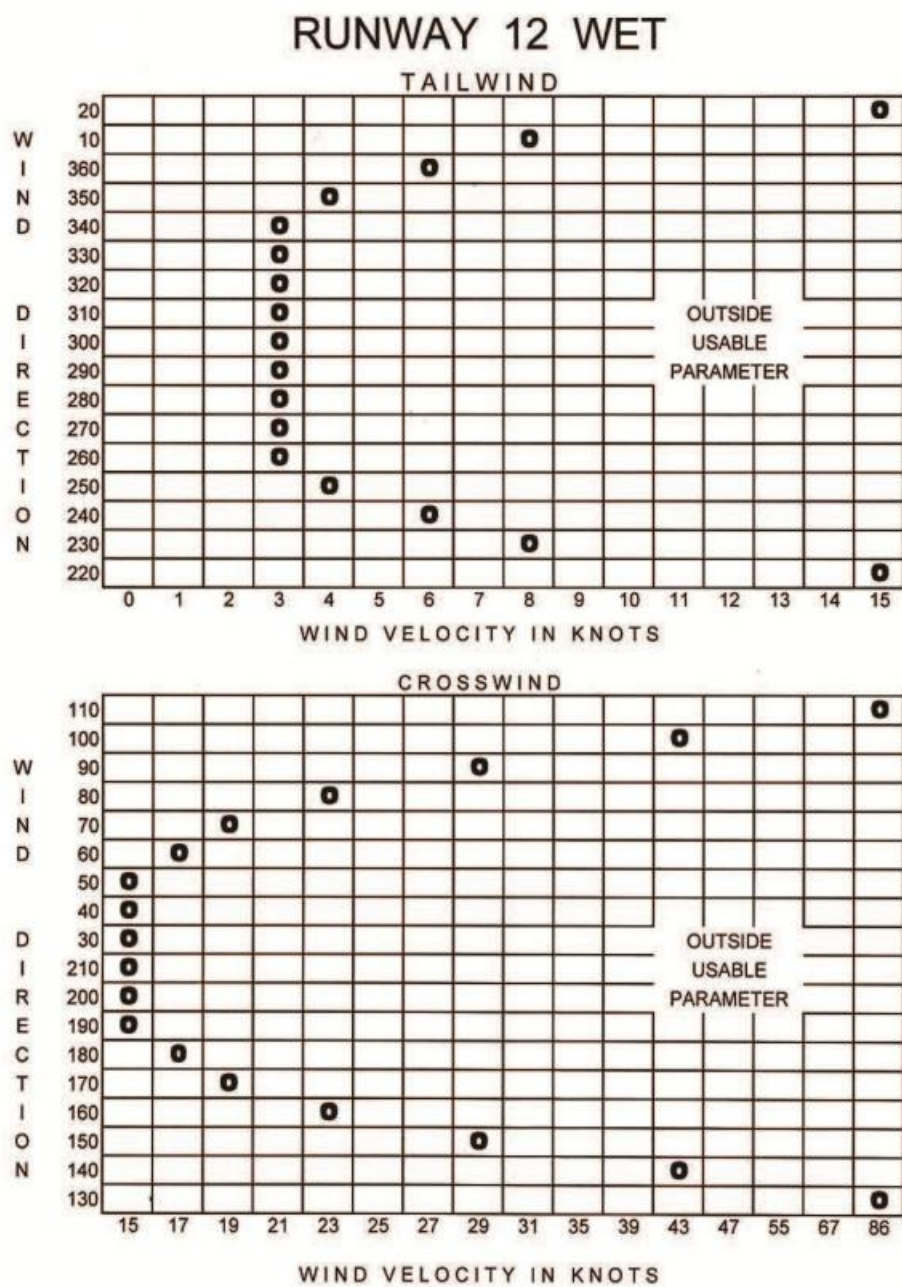 RUNWAY 12 WET
TAILWIND
WIND DIRECTION
20
10
360
350
340
330
320
310
300
290
280
270
260
250
240
230
220
OUTSIDE
USABLE
PARAMETER
0 1 2 3 4 5 6 7 8 9 10 11 12 13 14 15
WIND VELOCITY IN KNOTS
CROSSWIND
WIND DIRECTION
110
100
90
80
70
60
50
40
30
210
200
190
180
170
160
150
140
130
OUTSIDE
USABLE
PARAMETER
15 17 19 21 23 25 27 29 31 35 39 43 47 55 67 86
WIND VELOCITY IN KNOTS